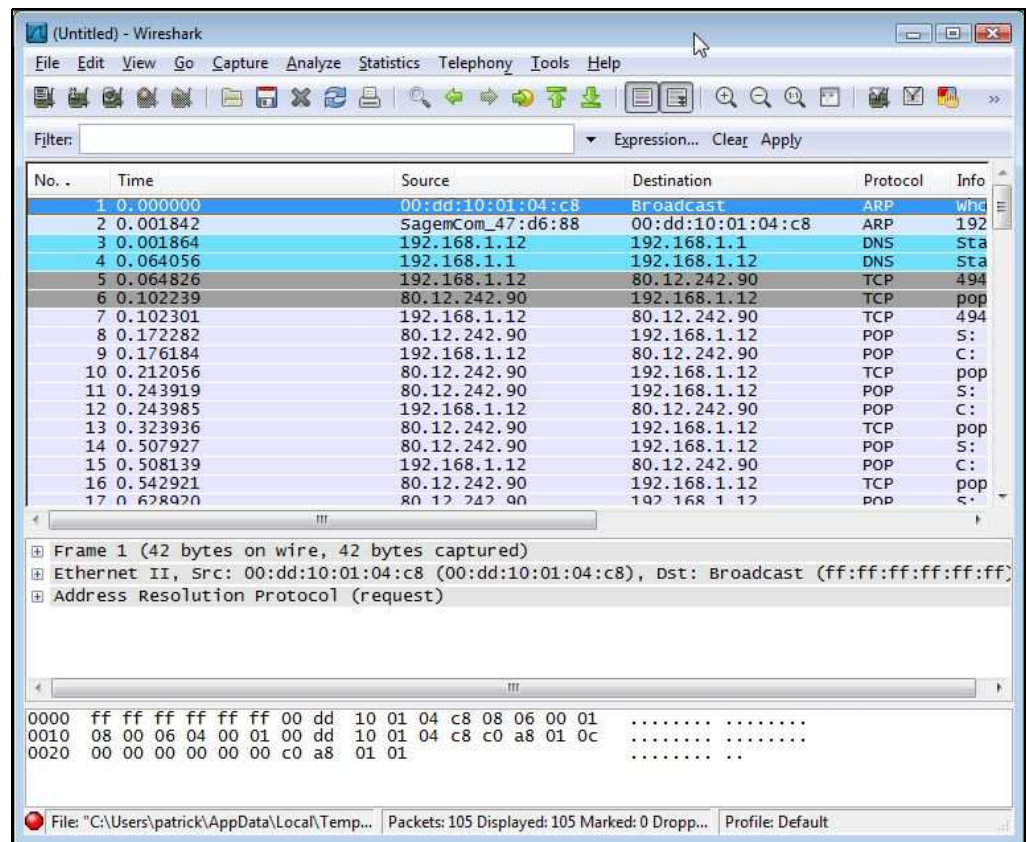 (Untitled) - Wireshark
File Edit View Go Capture Analyze Statistics Telephony Tools Help
Filter: Expression... Clear Apply
No. . Time Source Destination Protocol Info
1 0.000000 00:dd:10:01:04:c8 Broadcast ARP who
2 0.001842 SagemCom_47:d6:88 00:dd:10:01:04:c8 ARP 192
3 0.001864 192.168.1.12 192.168.1.1 DNS Sta
4 0.064056 192.168.1.1 192.168.1.12 DNS Sta
5 0.064826 192.168.1.12 80.12.242.90 TCP 494
6 0.102239 80.12.242.90 192.168.1.12 TCP pop
7 0.102301 192.168.1.12 80.12.242.90 TCP 494
8 0.172282 80.12.242.90 192.168.1.12 POP S:
9 0.176184 192.168.1.12 80.12.242.90 POP C:
10 0.212056 80.12.242.90 192.168.1.12 TCP pop
11 0.243919 80.12.242.90 192.168.1.12 POP S:
12 0.243985 192.168.1.12 80.12.242.90 POP C:
13 0.323936 80.12.242.90 192.168.1.12 TCP pop
14 0.507927 80.12.242.90 192.168.1.12 POP S:
15 0.508139 192.168.1.12 80.12.242.90 POP C:
16 0.542921 80.12.242.90 192.168.1.12 TCP pop
17 0.628920 80.12.242.90 192.168.1.12 POP S:
Frame 1 (42 bytes on wire, 42 bytes captured)
Ethernet II, Src: 00:dd:10:01:04:c8 (00:dd:10:01:04:c8), Dst: Broadcast (ff:ff:ff:ff:ff:ff)
Address Resolution Protocol (request)
0000 ff ff ff ff ff ff 00 dd 10 01 04 c8 08 06 00 01 ........ ........
0010 08 00 06 04 00 01 00 dd 10 01 04 c8 c0 a8 01 0c ........ ........
0020 00 00 00 00 00 00 c0 a8 01 01 ........ ..
File: "C:\Users\patrick\AppData\Local\Temp... Packets: 105 Displayed: 105 Marked: 0 Dropp... Profile: Default